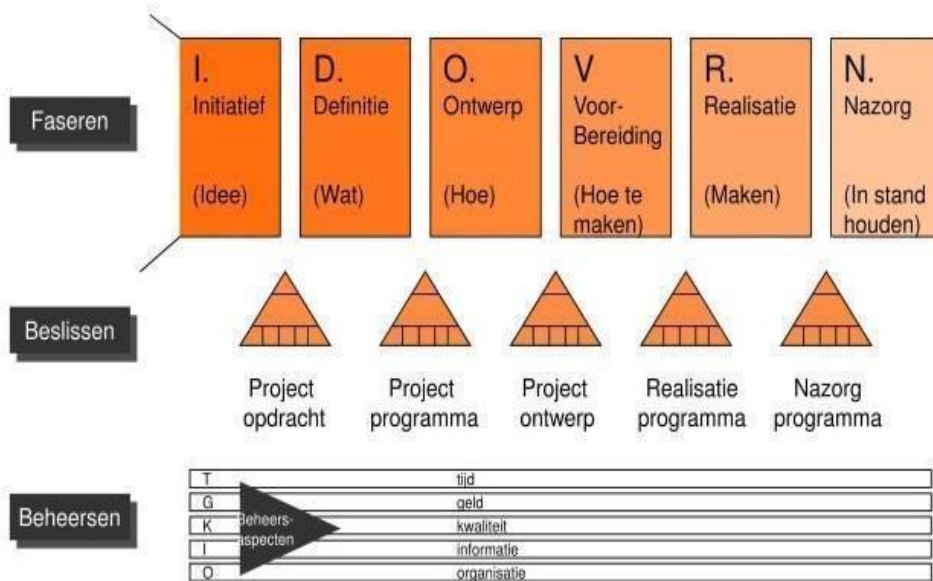 Faseren
I.
Initiatief
(Idee)
D.
Definitie
(Wat)
O.
Ontwerp
(Hoe)
V
Voor-
Bereiding
(Hoe te
maken)
R.
Realisatie
(Maken)
N.
Nazorg
(In stand
houden)
Beslissen
Project
opdracht
Project
programma
Project
ontwerp
Realisatie
programma
Nazorg
programma
Beheersen
Beheers-
aspecten
T tijd
G geld
K kwaliteit
I informatie
O organisatie